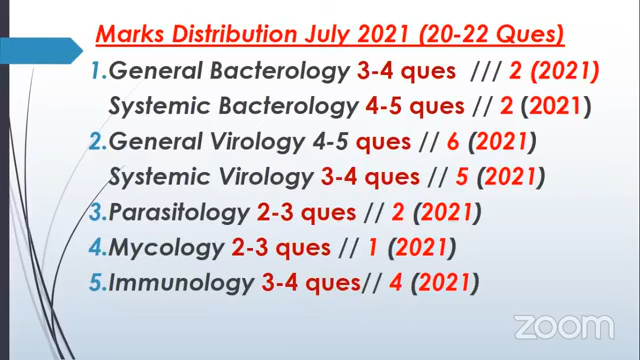 Marks Distribution July 2021 (20-22 Ques)
1.General Bacterology 3-4 ques /// 2 (2021)
Systemic Bacterology 4-5 ques // 2 (2021)
2.General Virology 4-5 ques // 6 (2021)
Systemic Virology 3-4 ques // 5 (2021)
3.Parasitology 2-3 ques // 2 (2021)
4.Mycology 2-3 ques // 1 (2021)
5.Immunology 3-4 ques// 4 (2021)
zoom